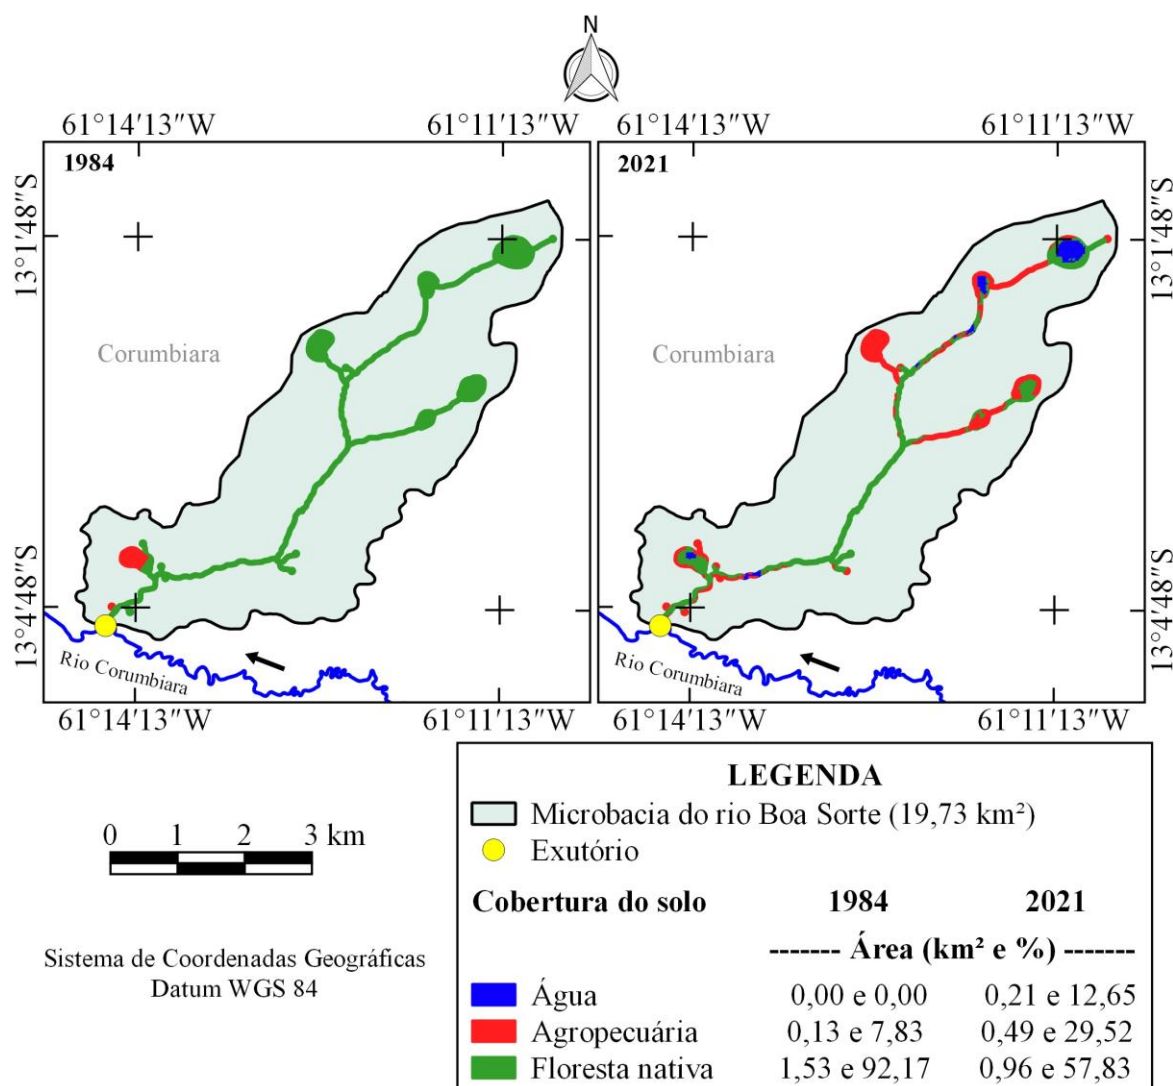 N
61°14′13″W 61°11′13″W 61°14′13″W 61°11′13″W
1984
2021
13°1′48″S
13°1′48″S
Corumbiara
Corumbiara
13°4′48″S
13°4′48″S
Rio Corumbiara
Rio Corumbiara
61°14′13″W 61°11′13″W 61°14′13″W 61°11′13″W
0 1 2 3 km
Sistema de Coordenadas Geográficas
Datum WGS 84
LEGENDA
Microbacia do rio Boa Sorte (19,73 km²)
Exutório
Cobertura do solo 1984 2021
------- Área (km² e %) -------
Água 0,00 e 0,00 0,21 e 12,65
Agropecuária 0,13 e 7,83 0,49 e 29,52
Floresta nativa 1,53 e 92,17 0,96 e 57,83